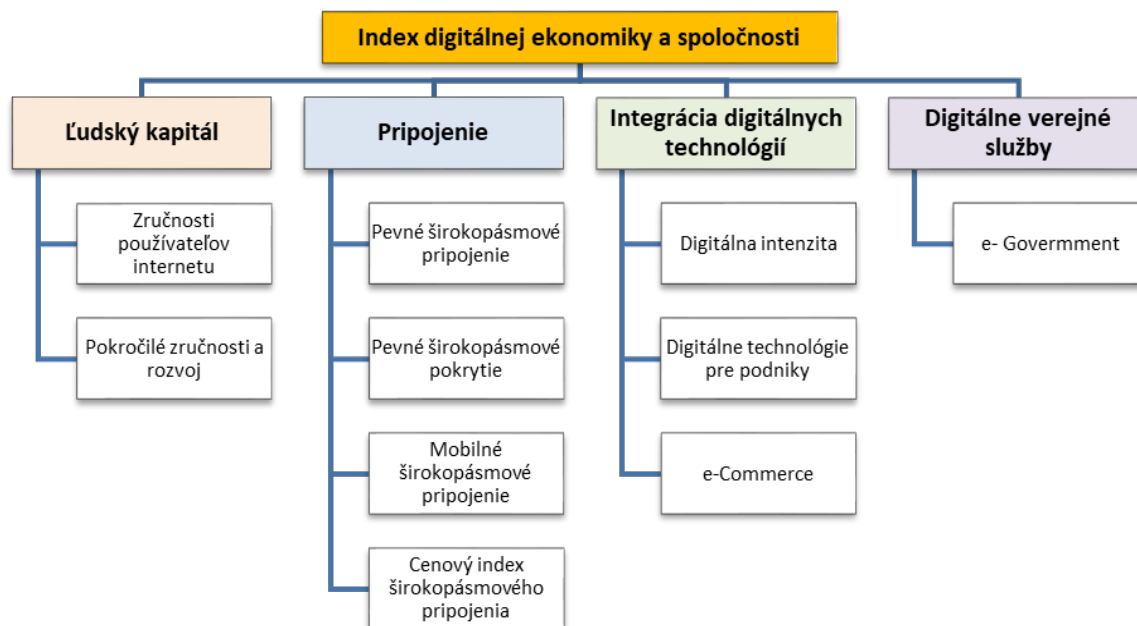 Index digitálnej ekonomiky a spoločnosti
Ľudský kapitál
Zručnosti
používateľov
internetu
Pokročilé zručnosti a
rozvoj
Pripojenie
Pevné širokopásmové
pripojenie
Pevné širokopásmové
pokrytie
Mobilné
širokopásmové
pripojenie
Cenový index
širokopásmového
pripojenia
Integrácia digitálnych
technológií
Digitálna intenzita
Digitálne technológie
pre podniky
e-Commerce
Digitálne verejné
služby
e- Govermment